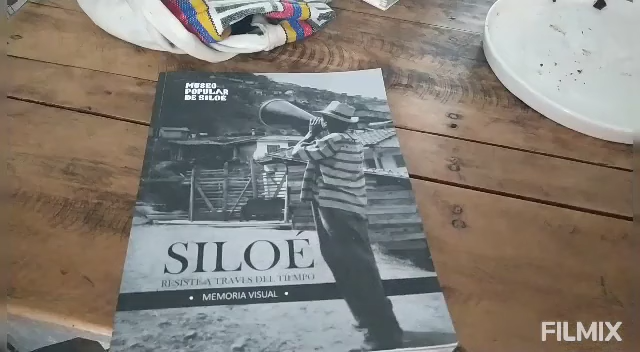 MUSEO
POPULAR
DE SILOÉ
SILOÉ
RESISTE A TRAVÉS DEL TIEMPO
• MEMORIA VISUAL •
FILMIX